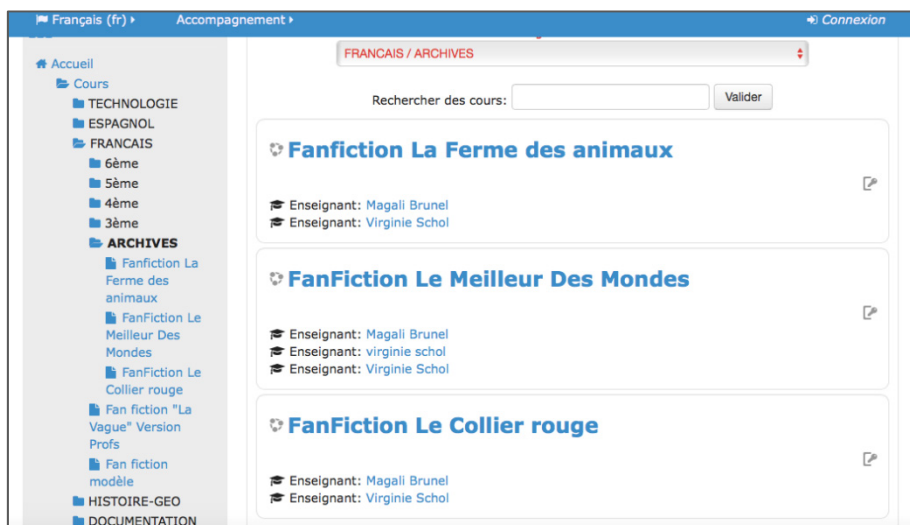 Français (fr)
Accompagnement
Connexion
Accueil
Cours
TECHNOLOGIE
ESPAGNOL
FRANCAIS
6ème
5ème
4ème
3ème
ARCHIVES
Fanfiction La
Ferme des
animaux
FanFiction Le
Meilleur Des
Mondes
FanFiction Le
Collier rouge
Fan fiction "La
Vague" Version
Profs
Fan fiction
modèle
HISTOIRE-GEO
DOCUMENTATION
FRANCAIS / ARCHIVES
Rechercher des cours:
Valider
Fanfiction La Ferme des animaux
Enseignant: Magali Brunel
Enseignant: Virginie Schol
FanFiction Le Meilleur Des Mondes
Enseignant: Magali Brunel
Enseignant: virginie schol
Enseignant: Virginie Schol
FanFiction Le Collier rouge
Enseignant: Magali Brunel
Enseignant: Virginie Schol